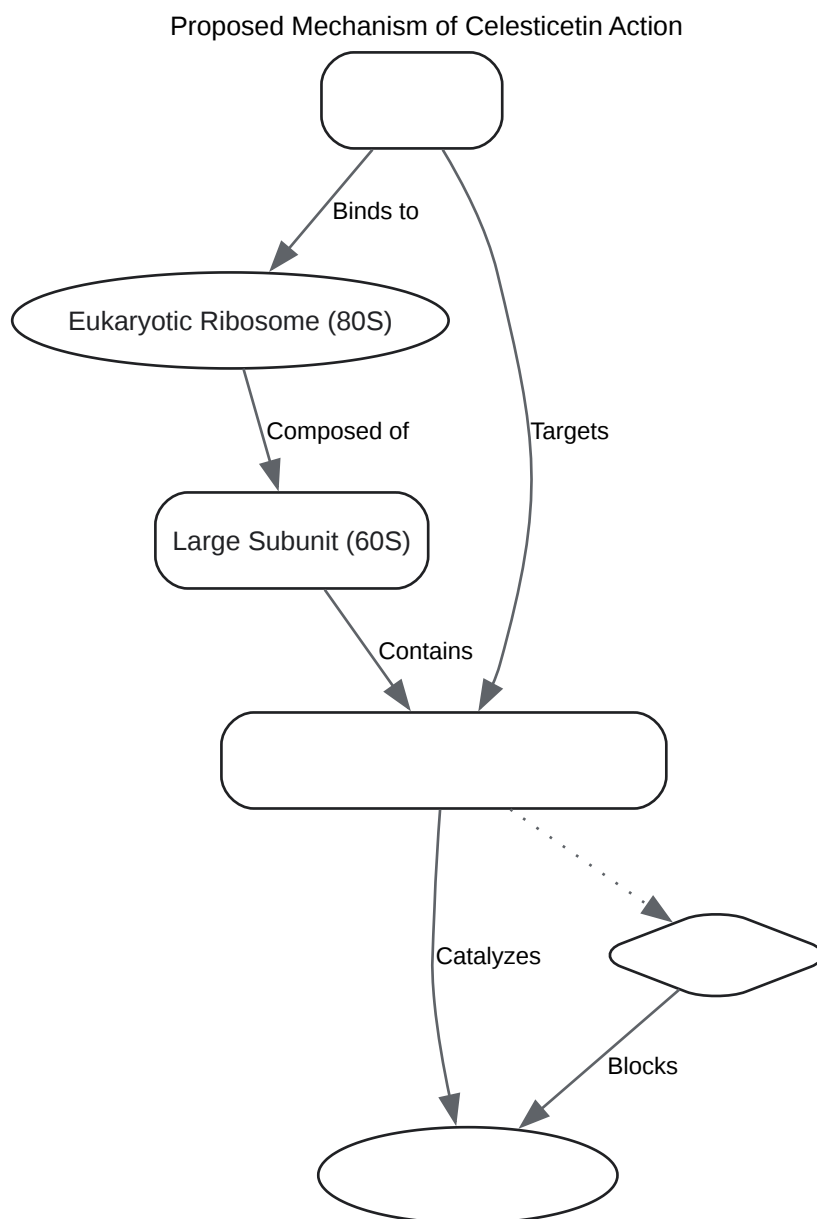 Proposed Mechanism of Celesticetin Action
Binds to
Eukaryotic Ribosome (80S)
Composed of
Targets
Large Subunit (60S)
Contains
Catalyzes
Blocks